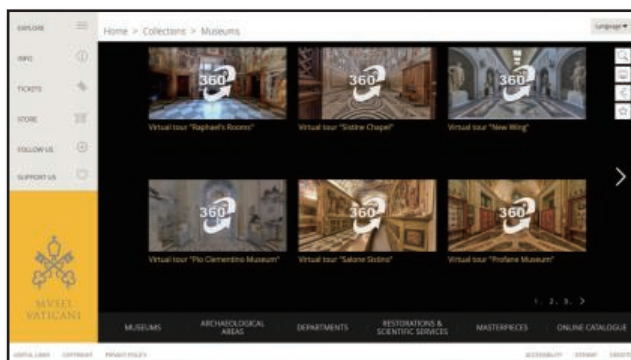 EXPLORE
INFO
TICKETS
STORE
FOLLOW US
SUPPORT US
MVSEI
VATICANI
Home > Collections > Museums
Language
360°
Virtual tour "Raphael's Rooms"
360°
Virtual tour "Sistine Chapel"
360°
Virtual tour "New Wing"
360°
Virtual tour "Pio Clementino Museum"
360°
Virtual tour "Salone Sistino"
360°
Virtual tour "Profane Museum"
1. 2. 3. >
MUSEUMS
ARCHAEOLOGICAL
AREAS
DEPARTMENTS
RESTORATIONS &
SCIENTIFIC SERVICES
MASTERPIECES
ONLINE CATALOGUE
USEFUL LINKS COPYRIGHT PRIVACY POLICY
ACCESSIBILITY SITEMAP